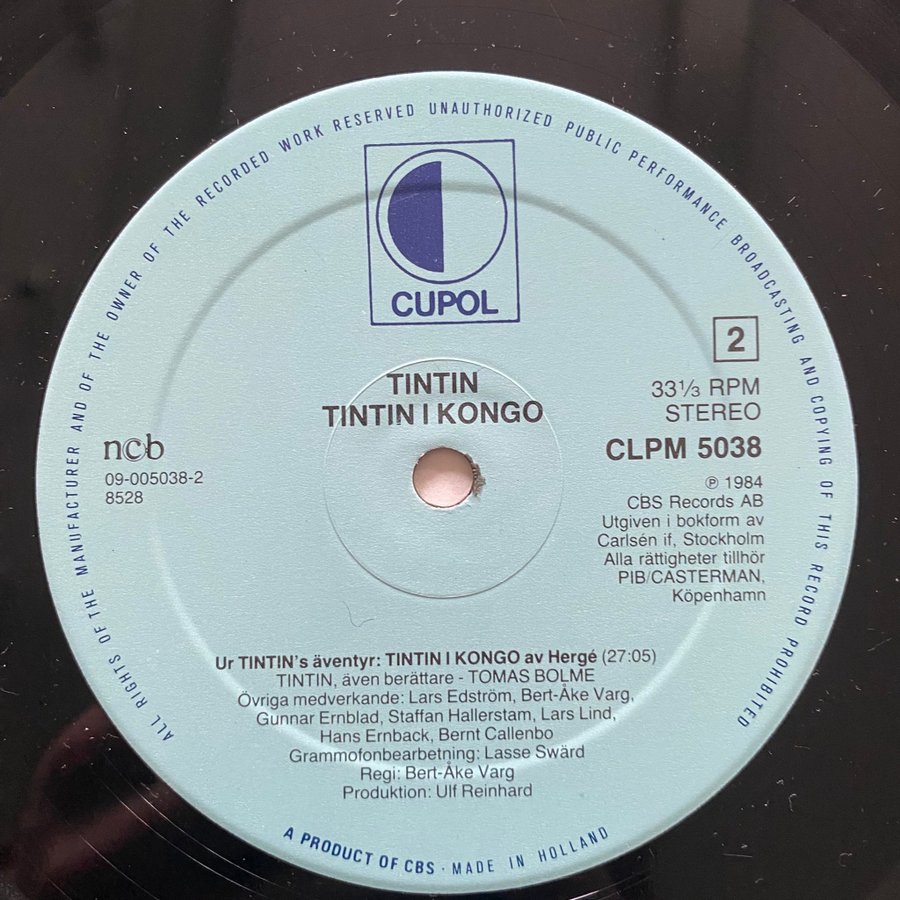 ALL RIGHTS OF THE MANUFACTURER AND OF THE OWNER OF THE RECORDED WORK RESERVED UNAUTHORIZED PUBLIC PERFORMANCE BROADCASTING AND COPYING OF THIS RECORD PROHIBITED
CUPOL
2
TINTIN
TINTIN I KONGO
33⅓ RPM
STEREO
CLPM 5038
ncb
09-005038-2
8528
℗ 1984
CBS Records AB
Utgiven i bokform av
Carlsén if, Stockholm
Alla rättigheter tillhör
PIB/CASTERMAN,
Köpenhamn
Ur TINTIN's äventyr: TINTIN I KONGO av Hergé (27:05)
TINTIN, även berättare - TOMAS BOLME
Övriga medverkande: Lars Edström, Bert-Åke Varg,
Gunnar Ernblad, Staffan Hallerstam, Lars Lind,
Hans Ernback, Bernt Callenbo
Grammofonbearbetning: Lasse Swärd
Regi: Bert-Åke Varg
Produktion: Ulf Reinhard
A PRODUCT OF CBS · MADE IN HOLLAND